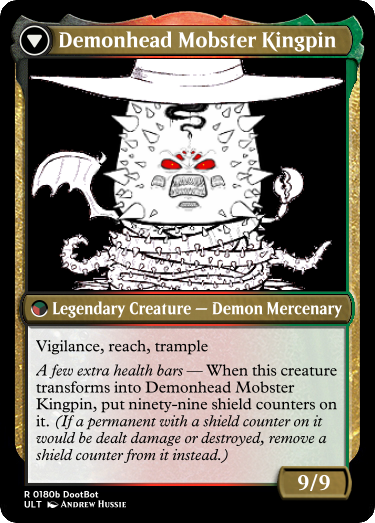 Demonhead Mobster Kingpin
Legendary Creature — Demon Mercenary
Vigilance, reach, trample
A few extra health bars — When this creature
transforms into Demonhead Mobster
Kingpin, put ninety-nine shield counters on
it. (If a permanent with a shield counter on it
would be dealt damage or destroyed, remove a
shield counter from it instead.)
9/9
R 0180b DootBot
ULT Andrew Hussie